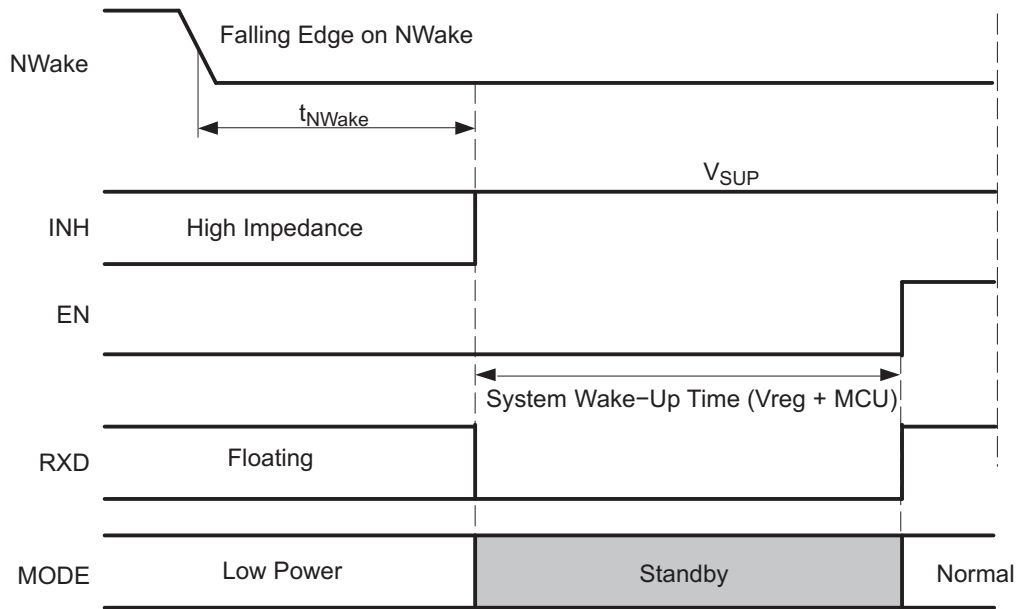 Falling Edge on NWake
NWake
tNWake
VSUP
INH
High Impedance
EN
System Wake−Up Time (Vreg + MCU)
RXD
Floating
MODE
Low Power
Standby
Normal